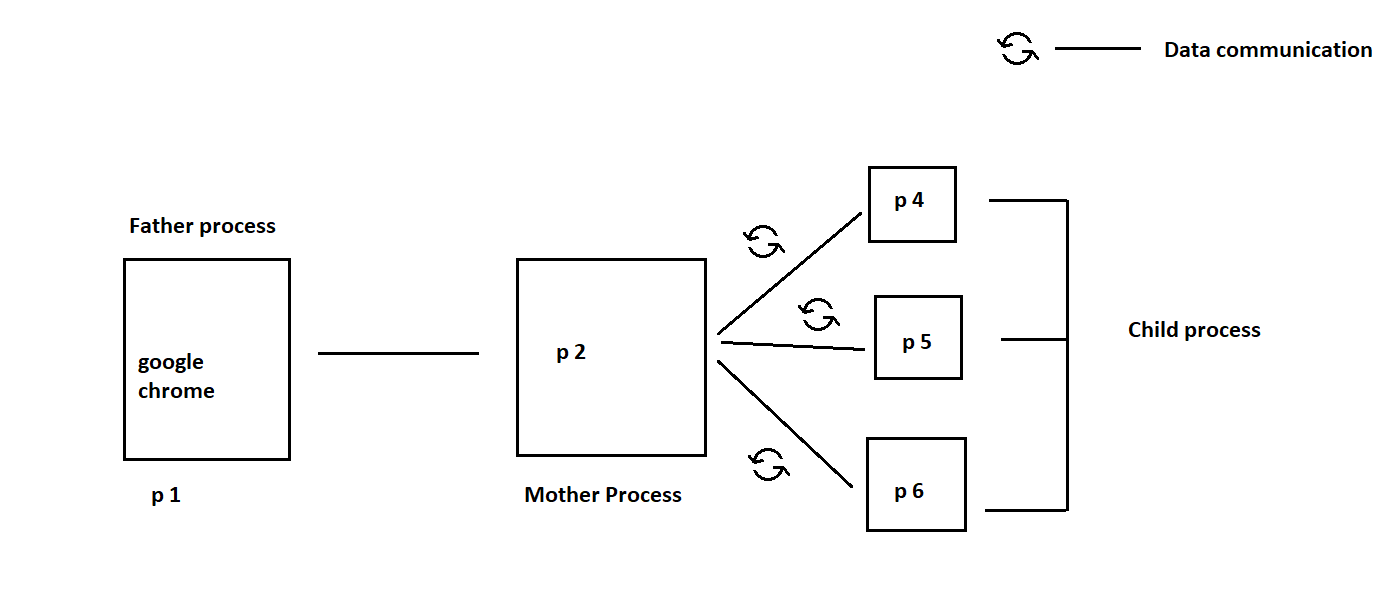 Data communication
Father process
google
chrome
p 1
p 2
Mother Process
p 4
p 5
p 6
Child process